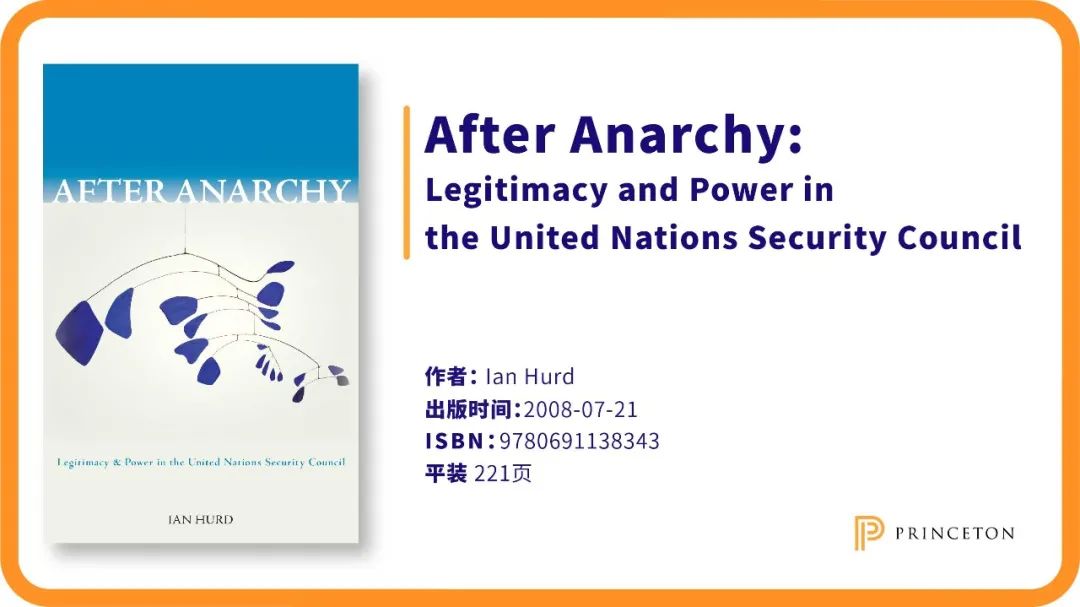 AFTER ANARCHY
Legitimacy & Power in the United Nations Security Council
IAN HURD
After Anarchy:
Legitimacy and Power in
the United Nations Security Council
作者： Ian Hurd
出版时间：2008-07-21
ISBN：9780691138343
平装 221页
PRINCETON